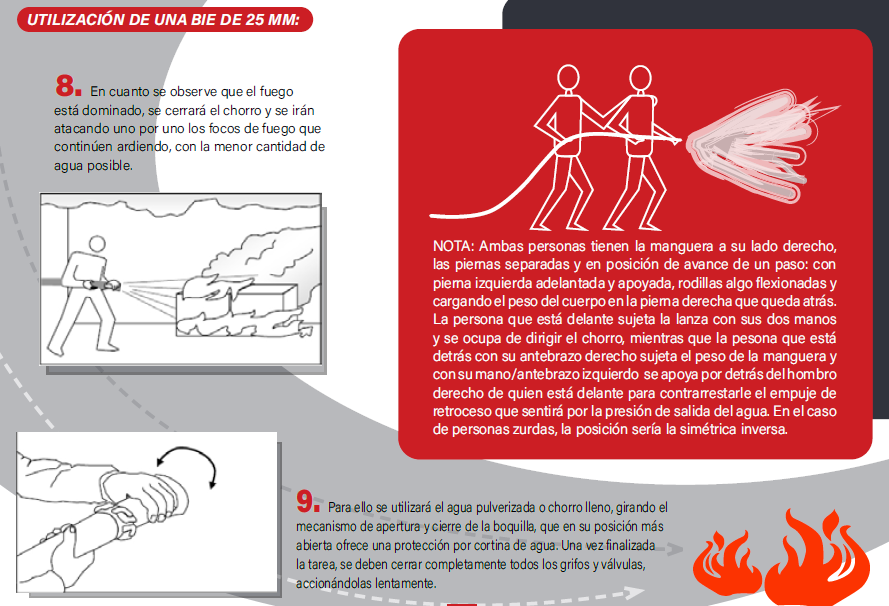 UTILIZACIÓN DE UNA BIE DE 25 MM:
8. En cuanto se observe que el fuego
está dominado, se cerrará el chorro y se irán
atacando uno por uno los focos de fuego que
continúen ardiendo, con la menor cantidad de
agua posible.
NOTA: Ambas personas tienen la manguera a su lado derecho,
las piernas separadas y en posición de avance de un paso: con
pierna izquierda adelantada y apoyada, rodillas algo flexionadas y
cargando el peso del cuerpo en la pierna derecha que queda atrás.
La persona que está delante sujeta la lanza con sus dos manos
y se ocupa de dirigir el chorro, mientras que la pesona que está
detrás con su antebrazo derecho sujeta el peso de la manguera y
con su mano/antebrazo izquierdo se apoya por detrás del hombro
derecho de quien está delante para contrarrestarle el empuje de
retroceso que sentirá por la presión de salida del agua. En el caso
de personas zurdas, la posición sería la simétrica inversa.
9. Para ello se utilizará el agua pulverizada o chorro lleno, girando el
mecanismo de apertura y cierre de la boquilla, que en su posición más
abierta ofrece una protección por cortina de agua. Una vez finalizada
la tarea, se deben cerrar completamente todos los grifos y válvulas,
accionándolas lentamente.